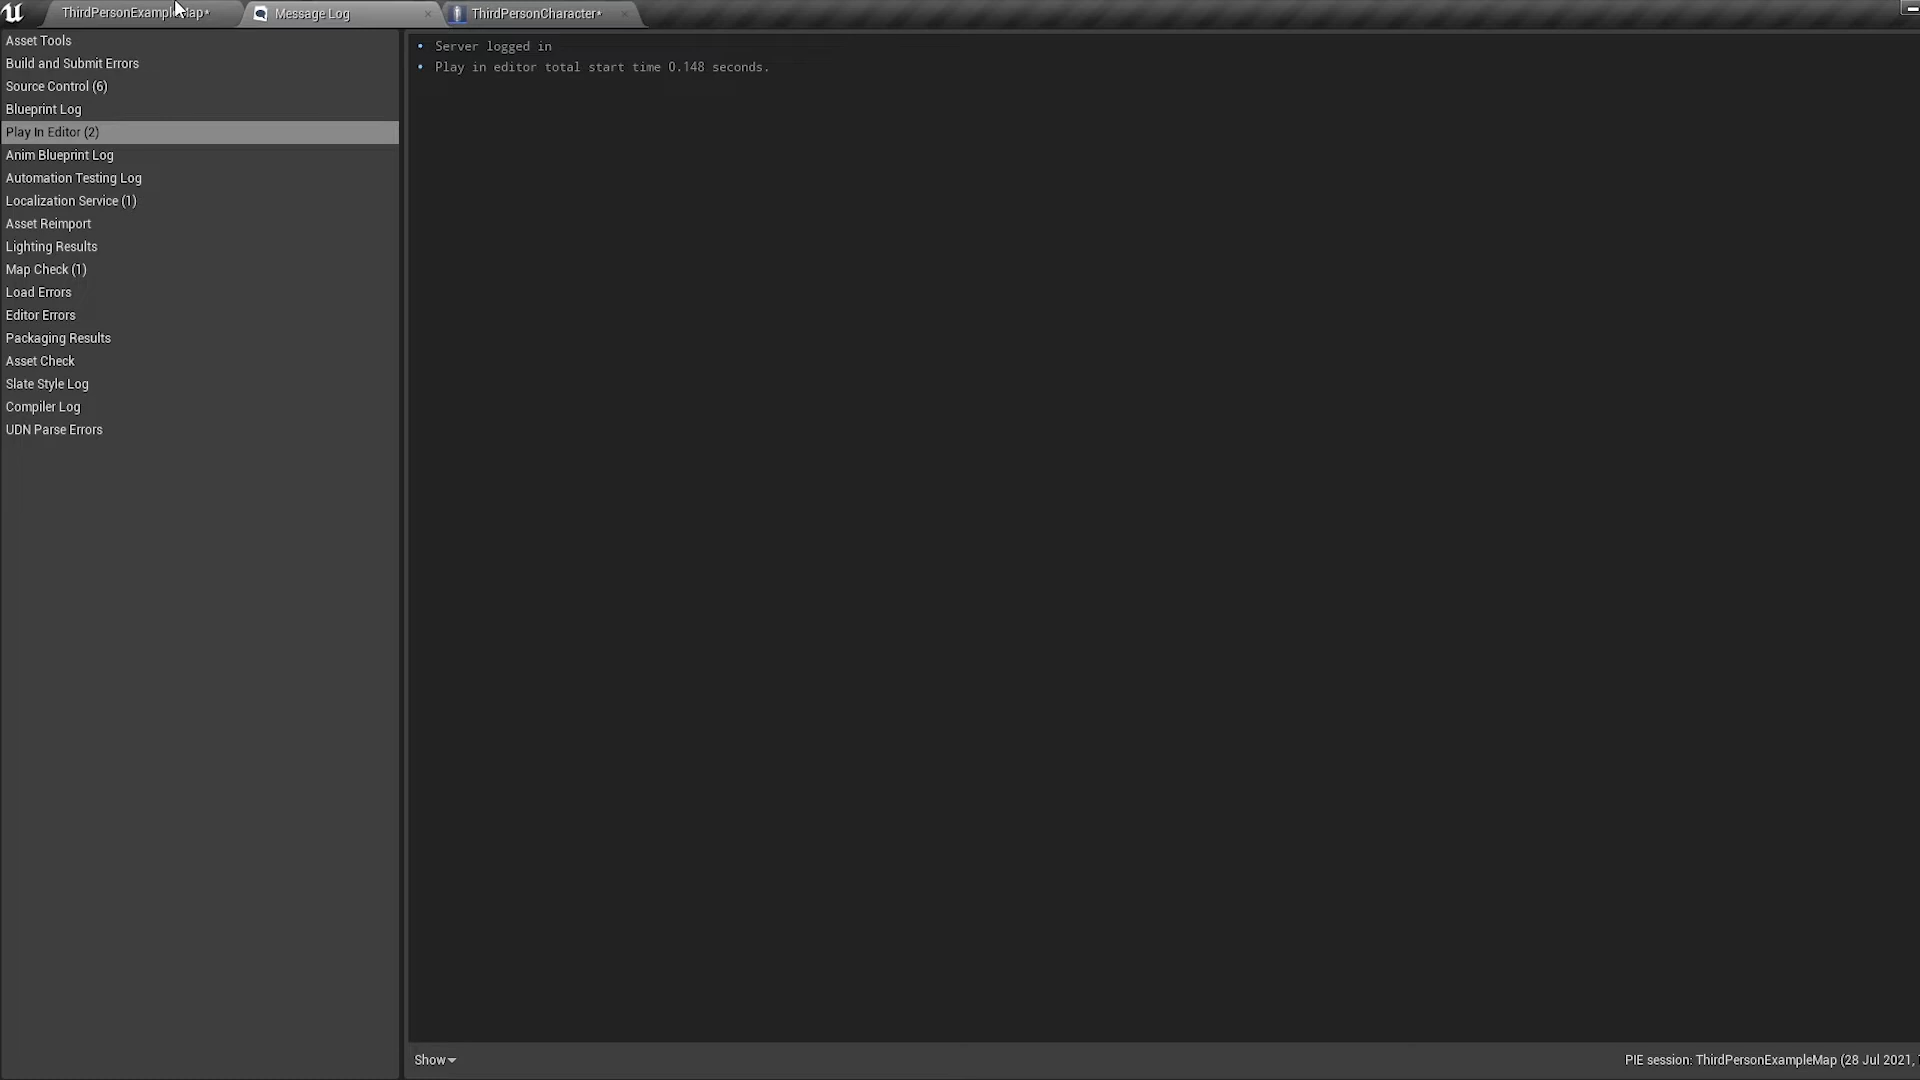 ThirdPersonExampleMap*
Message Log
ThirdPersonCharacter*
Asset Tools
Build and Submit Errors
Source Control (6)
Blueprint Log
Play In Editor (2)
Anim Blueprint Log
Automation Testing Log
Localization Service (1)
Asset Reimport
Lighting Results
Map Check (1)
Load Errors
Editor Errors
Packaging Results
Asset Check
Slate Style Log
Compiler Log
UDN Parse Errors
• Server logged in
• Play in editor total start time 0.148 seconds.
Show
PIE session: ThirdPersonExampleMap (28 Jul 2021,